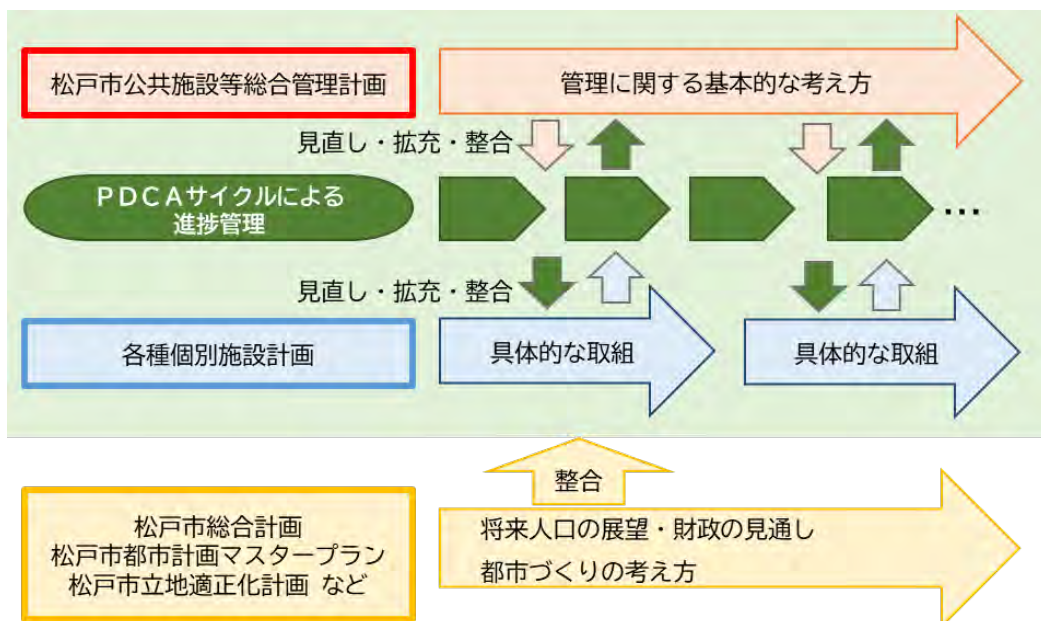 松戸市公共施設等総合管理計画
管理に関する基本的な考え方
見直し・拡充・整合
ＰＤＣＡサイクルによる
進捗管理
…
見直し・拡充・整合
各種個別施設計画
具体的な取組
具体的な取組
整合
松戸市総合計画
松戸市都市計画マスタープラン
松戸市立地適正化計画 など
将来人口の展望・財政の見通し
都市づくりの考え方